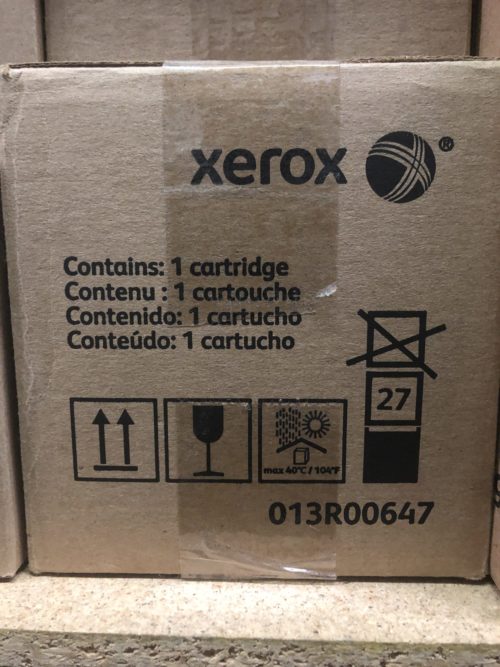 xerox ®
Contains: 1 cartridge
Contenu : 1 cartouche
Contenido: 1 cartucho
Conteúdo: 1 cartucho
27
max 40°C / 104°F
013R00647